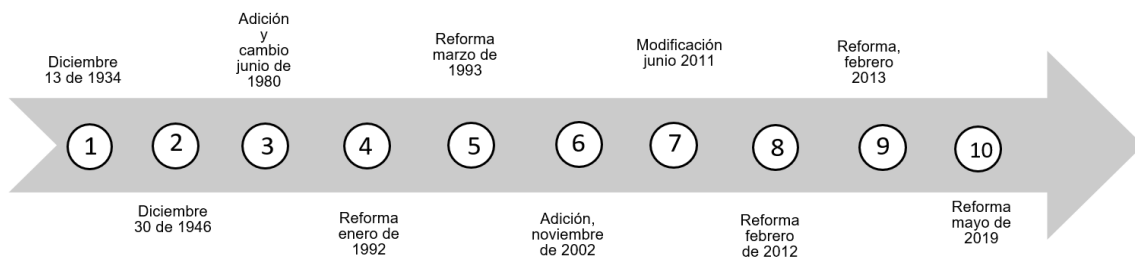 Diciembre
13 de 1934
Adición
y
cambio
junio de
1980
Reforma
marzo de
1993
Modificación
junio 2011
Reforma,
febrero
2013
1
2
3
4
5
6
7
8
9
10
Diciembre
30 de 1946
Reforma
enero de
1992
Adición,
noviembre
de 2002
Reforma
febrero
de 2012
Reforma
mayo de
2019